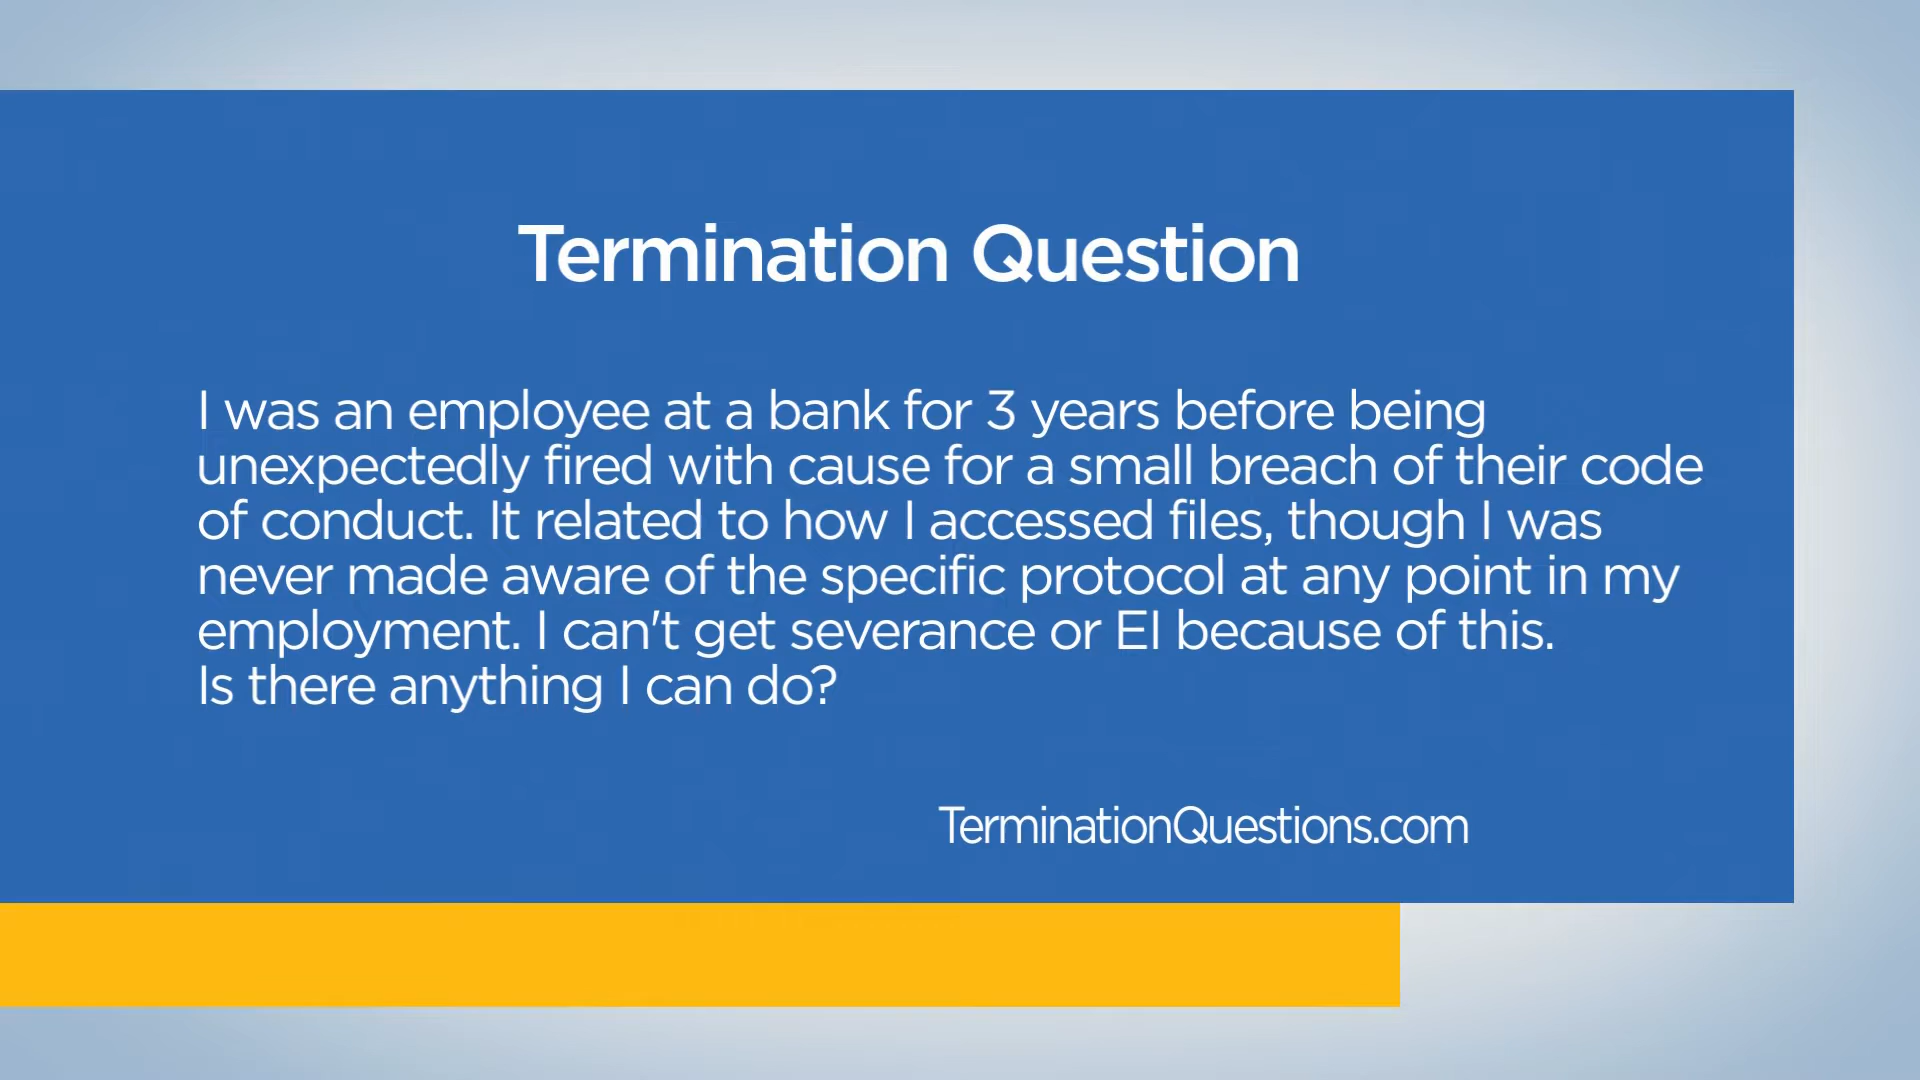 Termination Question
I was an employee at a bank for 3 years before being
unexpectedly fired with cause for a small breach of their code
of conduct. It related to how I accessed files, though I was
never made aware of the specific protocol at any point in my
employment. I can't get severance or EI because of this.
Is there anything I can do?
TerminationQuestions.com